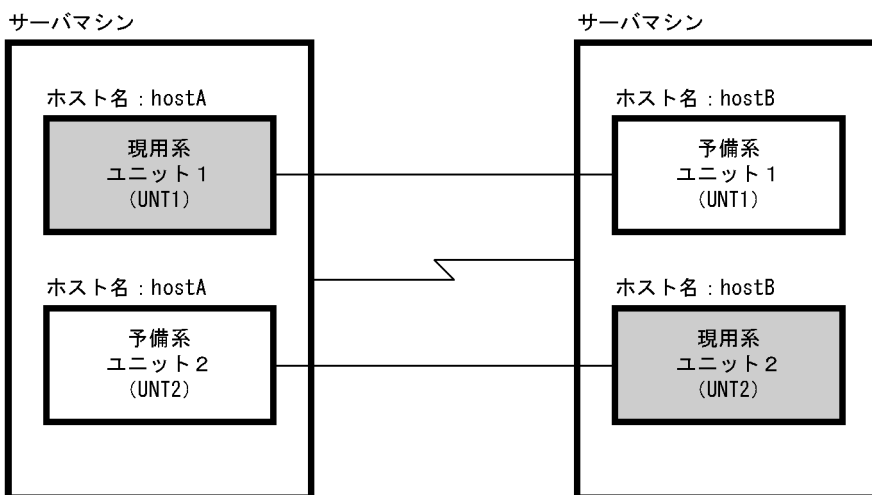 サーバマシン
ホスト名：hostA
現用系
ユニット１
(UNT1)
ホスト名：hostA
予備系
ユニット２
(UNT2)
サーバマシン
ホスト名：hostB
予備系
ユニット１
(UNT1)
ホスト名：hostB
現用系
ユニット２
(UNT2)